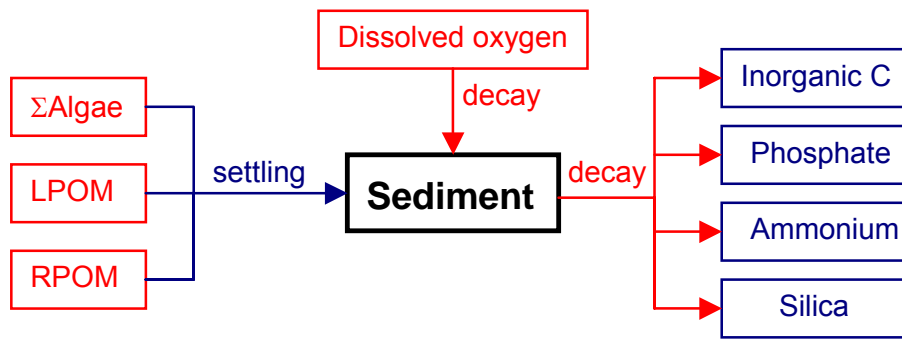 Dissolved oxygen
decay
ΣAlgae
LPOM
RPOM
settling
Sediment
decay
Inorganic C
Phosphate
Ammonium
Silica